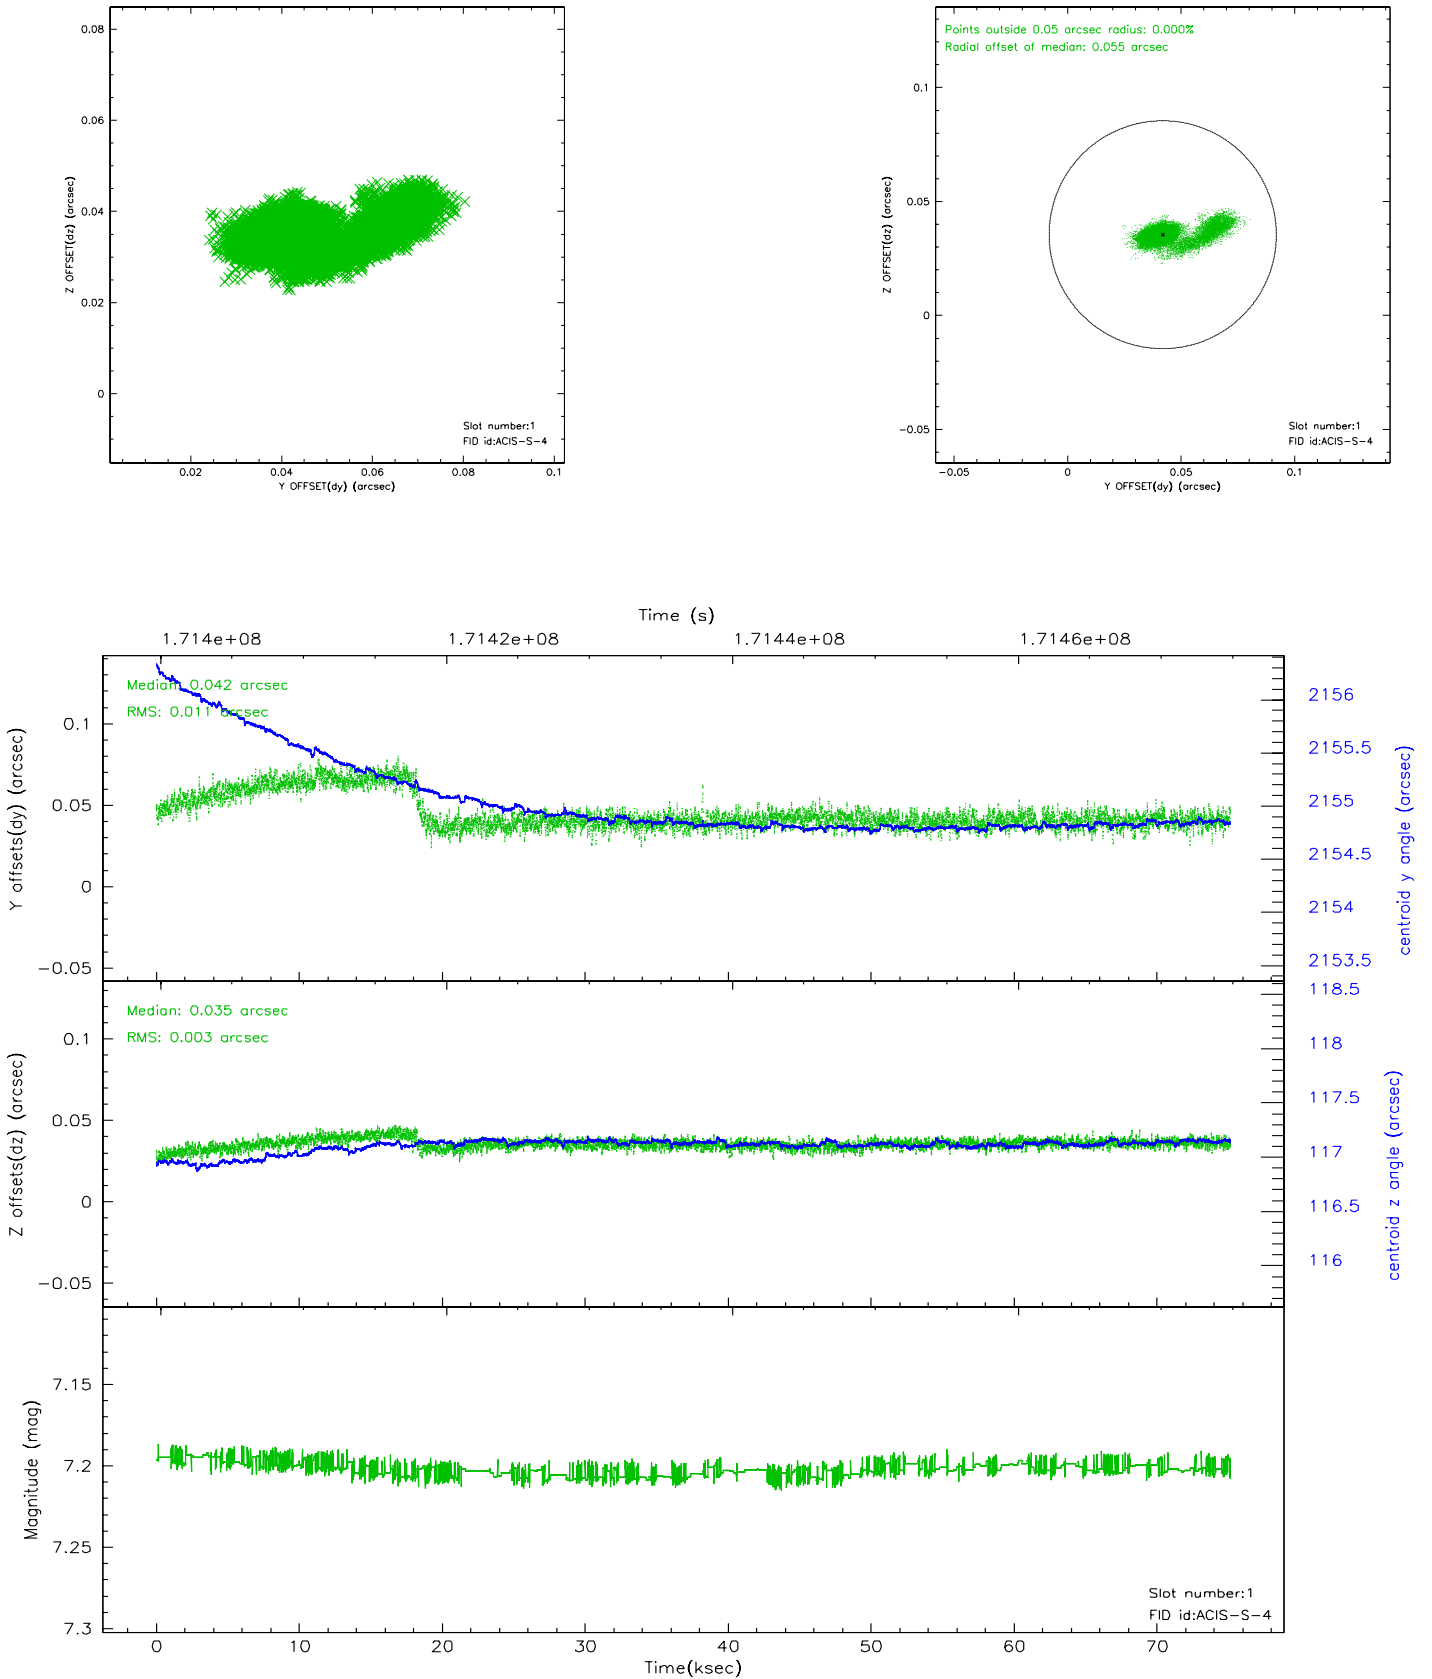 0.08
0.06
0.04
0.02
0
Z OFFSET(dz) (arcsec)
Slot number:1
FID id:ACIS-S-4
0.02 0.04 0.06 0.08 0.1
Y OFFSET(dy) (arcsec)
Points outside 0.05 arcsec radius: 0.000%
Radial offset of median: 0.055 arcsec
0.1
0.05
0
-0.05
Z OFFSET(dz) (arcsec)
Slot number:1
FID id:ACIS-S-4
-0.05 0 0.05 0.1
Y OFFSET(dy) (arcsec)
Time (s)
1.714e+08 1.7142e+08 1.7144e+08 1.7146e+08
Median: 0.042 arcsec
RMS: 0.011 arcsec
0.1
0.05
0
-0.05
Y offsets(dy) (arcsec)
2156
2155.5
2155
2154.5
2154
2153.5
centroid y angle (arcsec)
Median: 0.035 arcsec
RMS: 0.003 arcsec
0.1
0.05
0
-0.05
Z offsets(dz) (arcsec)
118.5
118
117.5
117
116.5
116
centroid z angle (arcsec)
7.15
7.2
7.25
7.3
Magnitude (mag)
Slot number:1
FID id:ACIS-S-4
0 10 20 30 40 50 60 70
Time(ksec)